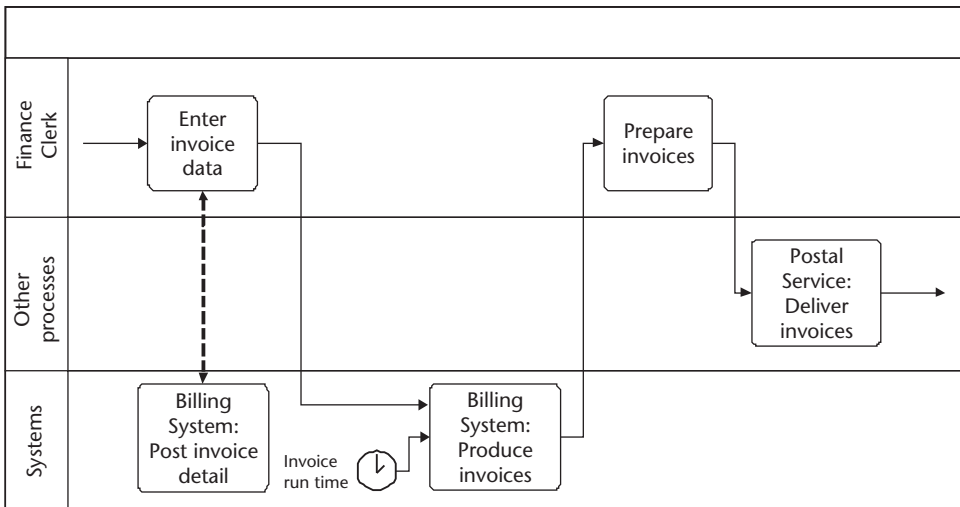 Finance
Clerk
Enter
invoice
data
Prepare
invoices
Other
processes
Postal
Service:
Deliver
invoices
Systems
Billing
System:
Post invoice
detail
Invoice
run time
Billing
System:
Produce
invoices